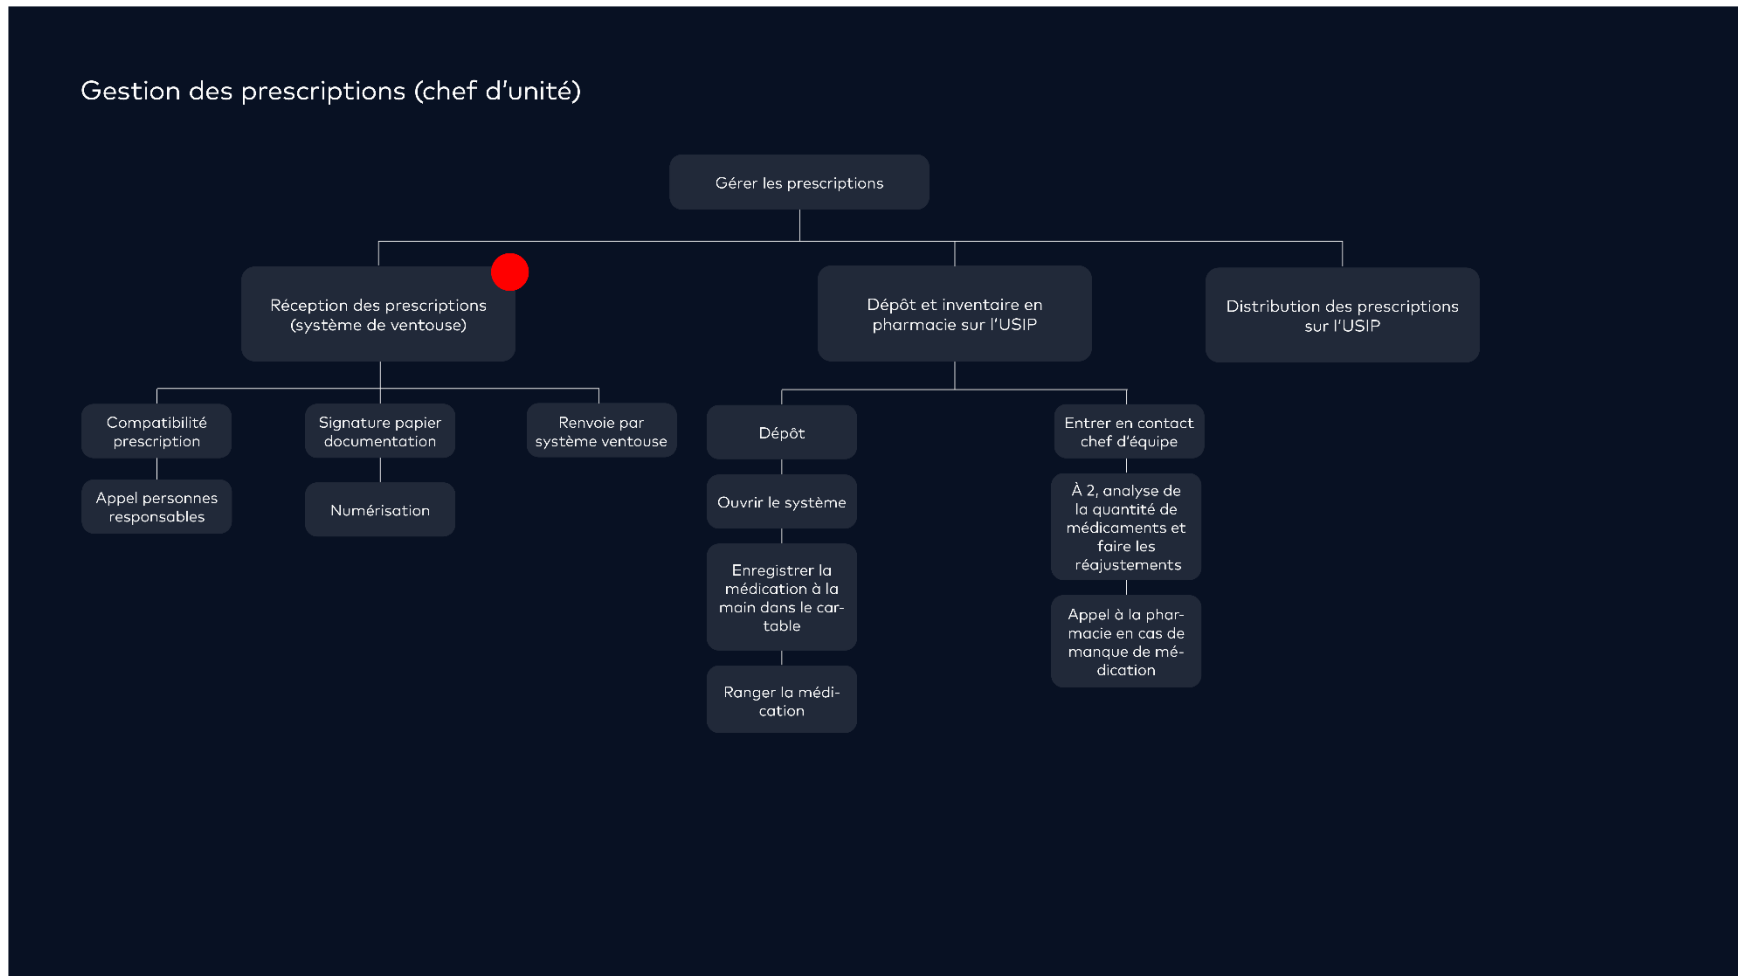 Gestion des prescriptions (chef d'unité)
Gérer les prescriptions
Réception des prescriptions
(système de ventouse)
Dépôt et inventaire en
pharmacie sur l'USIP
Distribution des prescriptions
sur l'USIP
Compatibilité
prescription
Signature papier
documentation
Renvoie par
système ventouse
Appel personnes
responsables
Numérisation
Dépôt
Ouvrir le système
Enregistrer la
médication à la
main dans le car-
table
Ranger la médi-
cation
Entrer en contact
chef d'équipe
À 2, analyse de
la quantité de
médicaments et
faire les
réajustements
Appel à la phar-
macie en cas de
manque de mé-
dication